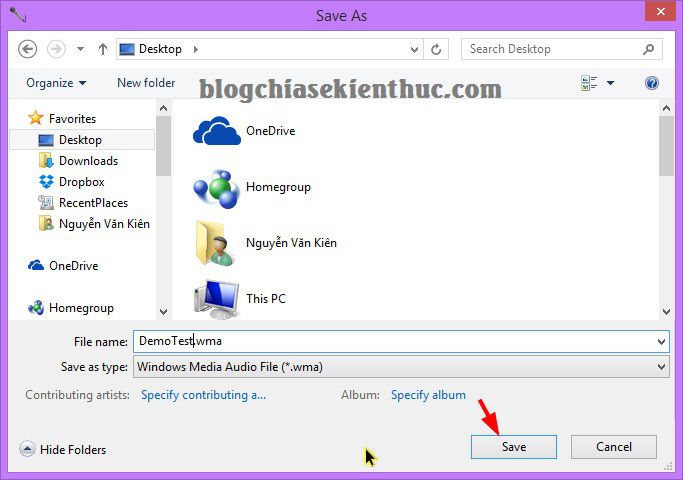 Save As
Desktop
Search Desktop
Organize
New folder
blogchiasekienthuc.com
Favorites
Desktop
Downloads
Dropbox
RecentPlaces
Nguyễn Văn Kiên
OneDrive
Homegroup
OneDrive
Homegroup
Nguyễn Văn Kiên
This PC
File name: DemoTest.wma
Save as type: Windows Media Audio File (*.wma)
Contributing artists: Specify contributing a... Album: Specify album
Hide Folders
Save
Cancel